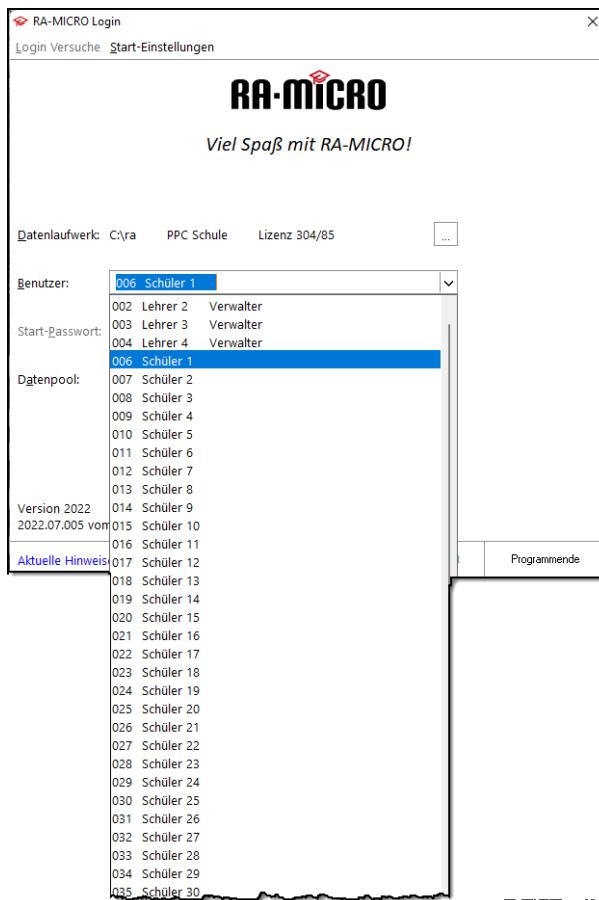 RA-MICRO Login
Login Versuche Start-Einstellungen
RA-MICRO
Viel Spaß mit RA-MICRO!
Datenlaufwerk: C:\ra PPC Schule Lizenz 304/85 ...
Benutzer: 006 Schüler 1
002 Lehrer 2 Verwalter
003 Lehrer 3 Verwalter
Start-Passwort:
004 Lehrer 4 Verwalter
006 Schüler 1
Datenpool: 007 Schüler 2
008 Schüler 3
009 Schüler 4
010 Schüler 5
011 Schüler 6
012 Schüler 7
013 Schüler 8
Version 2022 014 Schüler 9
2022.07.005 vom 015 Schüler 10
016 Schüler 11
Aktuelle Hinweise 017 Schüler 12 Programmende
018 Schüler 13
019 Schüler 14
020 Schüler 15
021 Schüler 16
022 Schüler 17
023 Schüler 18
024 Schüler 19
025 Schüler 20
026 Schüler 21
027 Schüler 22
028 Schüler 23
029 Schüler 24
030 Schüler 25
031 Schüler 26
032 Schüler 27
033 Schüler 28
034 Schüler 29
035 Schüler 30